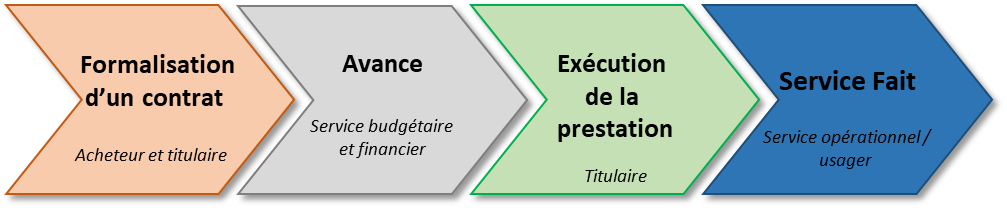 Formalisation
d’un contrat
Acheteur et titulaire
Avance
Service budgétaire
et financier
Exécution
de la
prestation
Titulaire
Service Fait
Service opérationnel /
usager